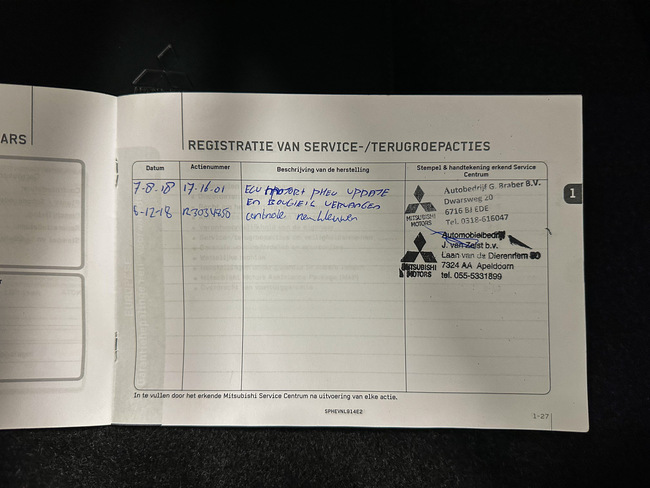 ARS
REGISTRATIE VAN SERVICE-/TERUGROEPACTIES
Datum Actienummer Beschrijving van de herstelling Stempel & handtekening erkend Service Centrum
7-8-18 17-16-01 ECU MOTOR + PHEV UPDATE
EN BOUGIE'S VERVANGEN
6-12-18 centrale remkleuven
MITSUBISHI MOTORS
Autobedrijf G. Braber B.V.
Dwarsweg 20
6716 BJ EDE
Tel. 0318-616047
MITSUBISHI MOTORS
Automobielbedrijf
J. van Zeist b.v.
Laan van de Dierenriem
7324 AA Apeldoorn
tel. 055-5331899
1
In te vullen door het erkende Mitsubishi Service Centrum na uitvoering van elke actie.
SPHEVNL914E2
1-27